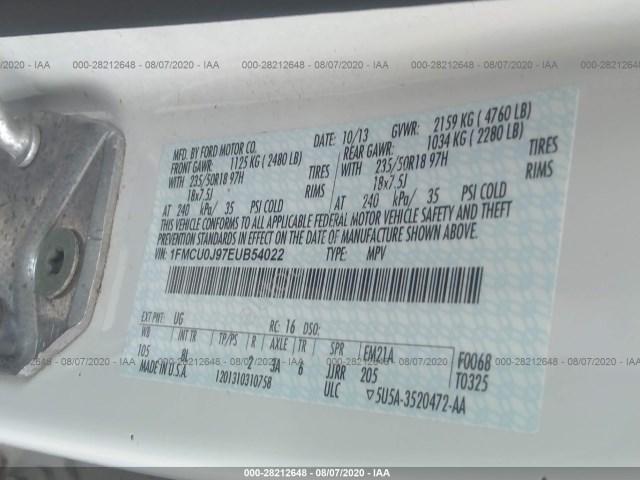 000-28212648 - 08/07/2020 - IAA
MFD. BY FORD MOTOR CO.
DATE: 10/13
GVWR: 2159 KG ( 4760 LB)
FRONT GAWR: 1125 KG ( 2480 LB)
REAR GAWR: 1034 KG ( 2280 LB)
WITH 235/50R18 97H TIRES
WITH 235/50R18 97H TIRES
18x7.5J RIMS
18x7.5J RIMS
AT 240 kPa/ 35 PSI COLD
AT 240 kPa/ 35 PSI COLD
THIS VEHICLE CONFORMS TO ALL APPLICABLE FEDERAL MOTOR VEHICLE SAFETY AND THEFT
PREVENTION STANDARDS IN EFFECT ON THE DATE OF MANUFACTURE SHOWN ABOVE.
VIN: 1FMCU0J97EUB54022 TYPE: MPV
EXT PNT: UG RC: 16 DSO:
WB INT TR TP/PS R AXLE TR SPR EM21A F0068
105 8L 2 3A 6 JJRR 205 T0325
MADE IN U.S.A. 1201310310758 ULC ▽5U5A-3520472-AA
000-28212648 - 08/07/2020 - IAA